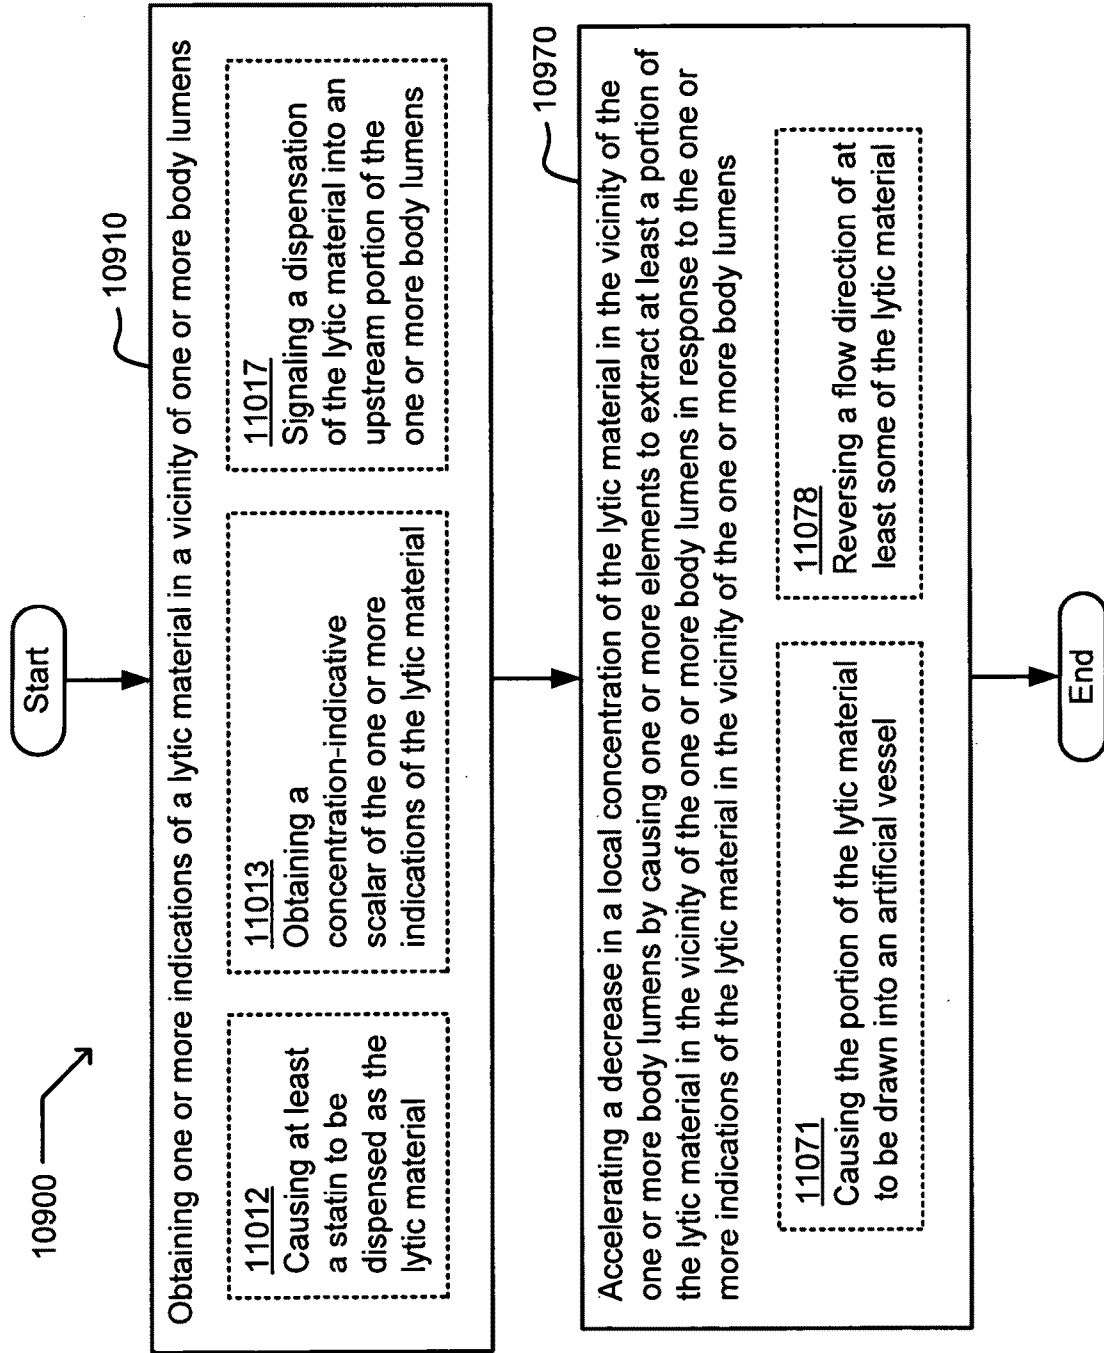 10900
Start
10910
Obtaining one or more indications of a lytic material in a vicinity of one or more body lumens
11012
Causing at least
a statin to be
dispensed as the
lytic material
11013
Obtaining a
concentration-indicative
scalar of the one or more
indications of the lytic material
11017
Signaling a dispensation
of the lytic material into an
upstream portion of the
one or more body lumens
10970
Accelerating a decrease in a local concentration of the lytic material in the vicinity of the
one or more body lumens by causing one or more elements to extract at least a portion of
the lytic material in the vicinity of the one or more body lumens in response to the one or
more indications of the lytic material in the vicinity of the one or more body lumens
11071
Causing the portion of the lytic material
to be drawn into an artificial vessel
11078
Reversing a flow direction of at
least some of the lytic material
End